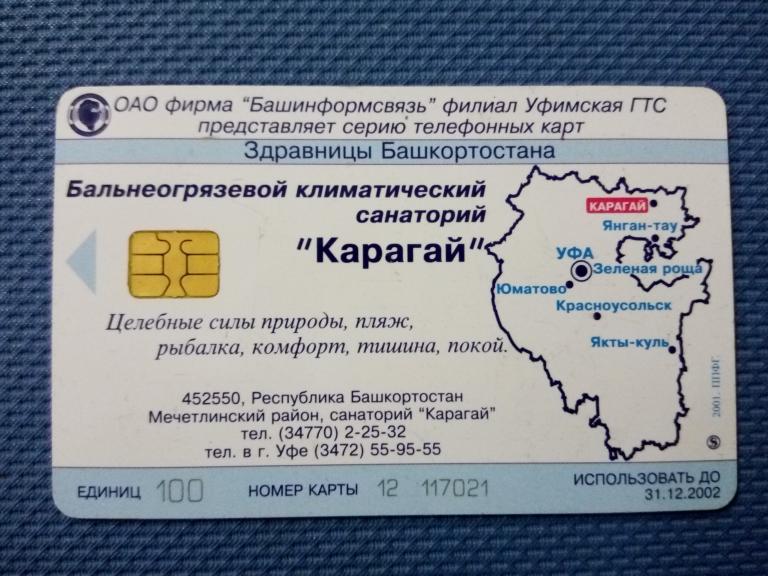 ОАО фирма "Башинформсвязь" филиал Уфимская ГТС
представляет серию телефонных карт
Здравницы Башкортостана
Бальнеогрязевой климатический
санаторий
"Карагай"
КАРАГАЙ
Янган-тау
УФА
Зеленая роща
Юматово
Красноусольск
Якты-куль
Целебные силы природы, пляж,
рыбалка, комфорт, тишина, покой.
452550, Республика Башкортостан
Мечетлинский район, санаторий "Карагай"
тел. (34770) 2-25-32
тел. в г. Уфе (3472) 55-95-55
2001. ППФГ.
S
ЕДИНИЦ 100 НОМЕР КАРТЫ 12 117021
ИСПОЛЬЗОВАТЬ ДО
31.12.2002